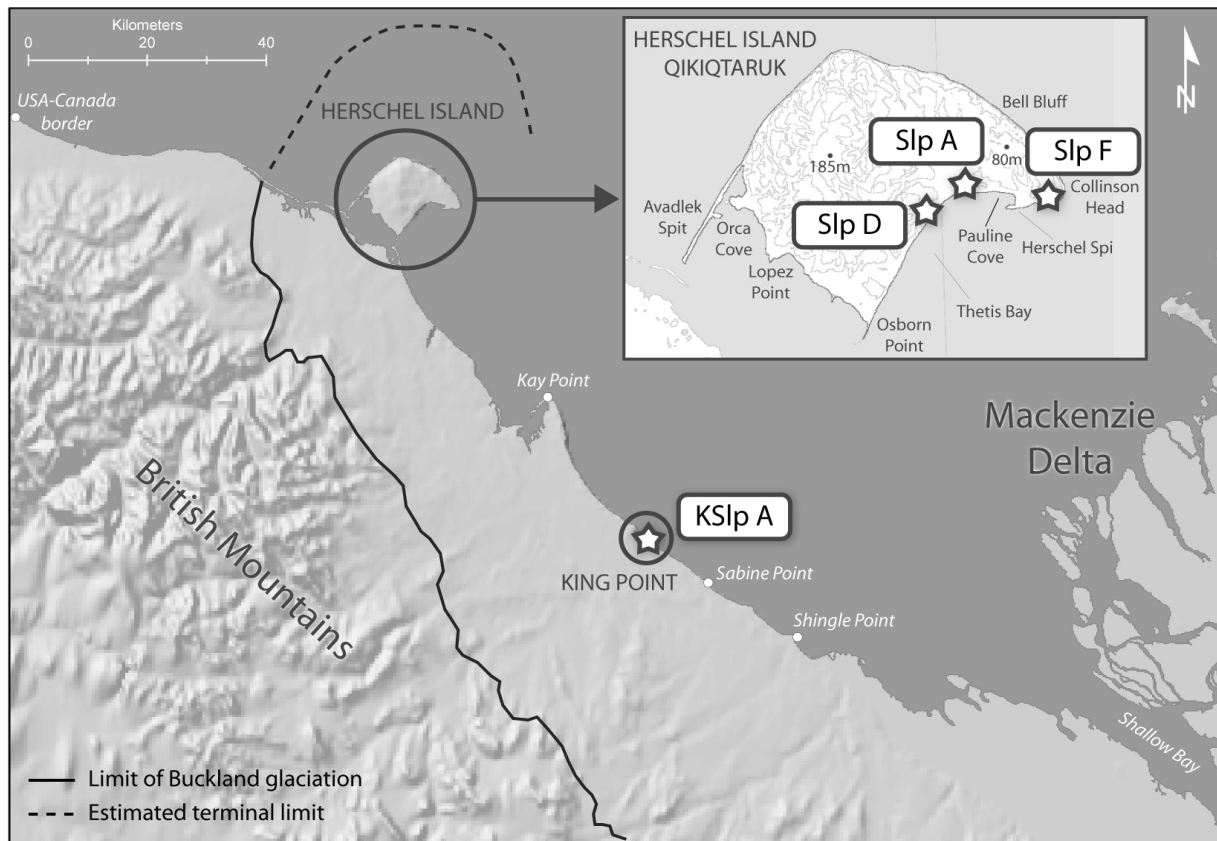 Kilometers
0 20 40
USA-Canada
border
HERSCHEL ISLAND
HERSCHEL ISLAND
QIKIQTARUK
Bell Bluff
Slp A
80m
Slp F
185m
Collinson
Head
Avadlek
Spit
Orca
Cove
Slp D
Pauline
Cove
Herschel Spi
Lopez
Point
Thetis Bay
Osborn
Point
N
Kay Point
Mackenzie
Delta
British Mountains
KSlp A
KING POINT
Sabine Point
Shingle Point
Shallow Bay
Limit of Buckland glaciation
Estimated terminal limit